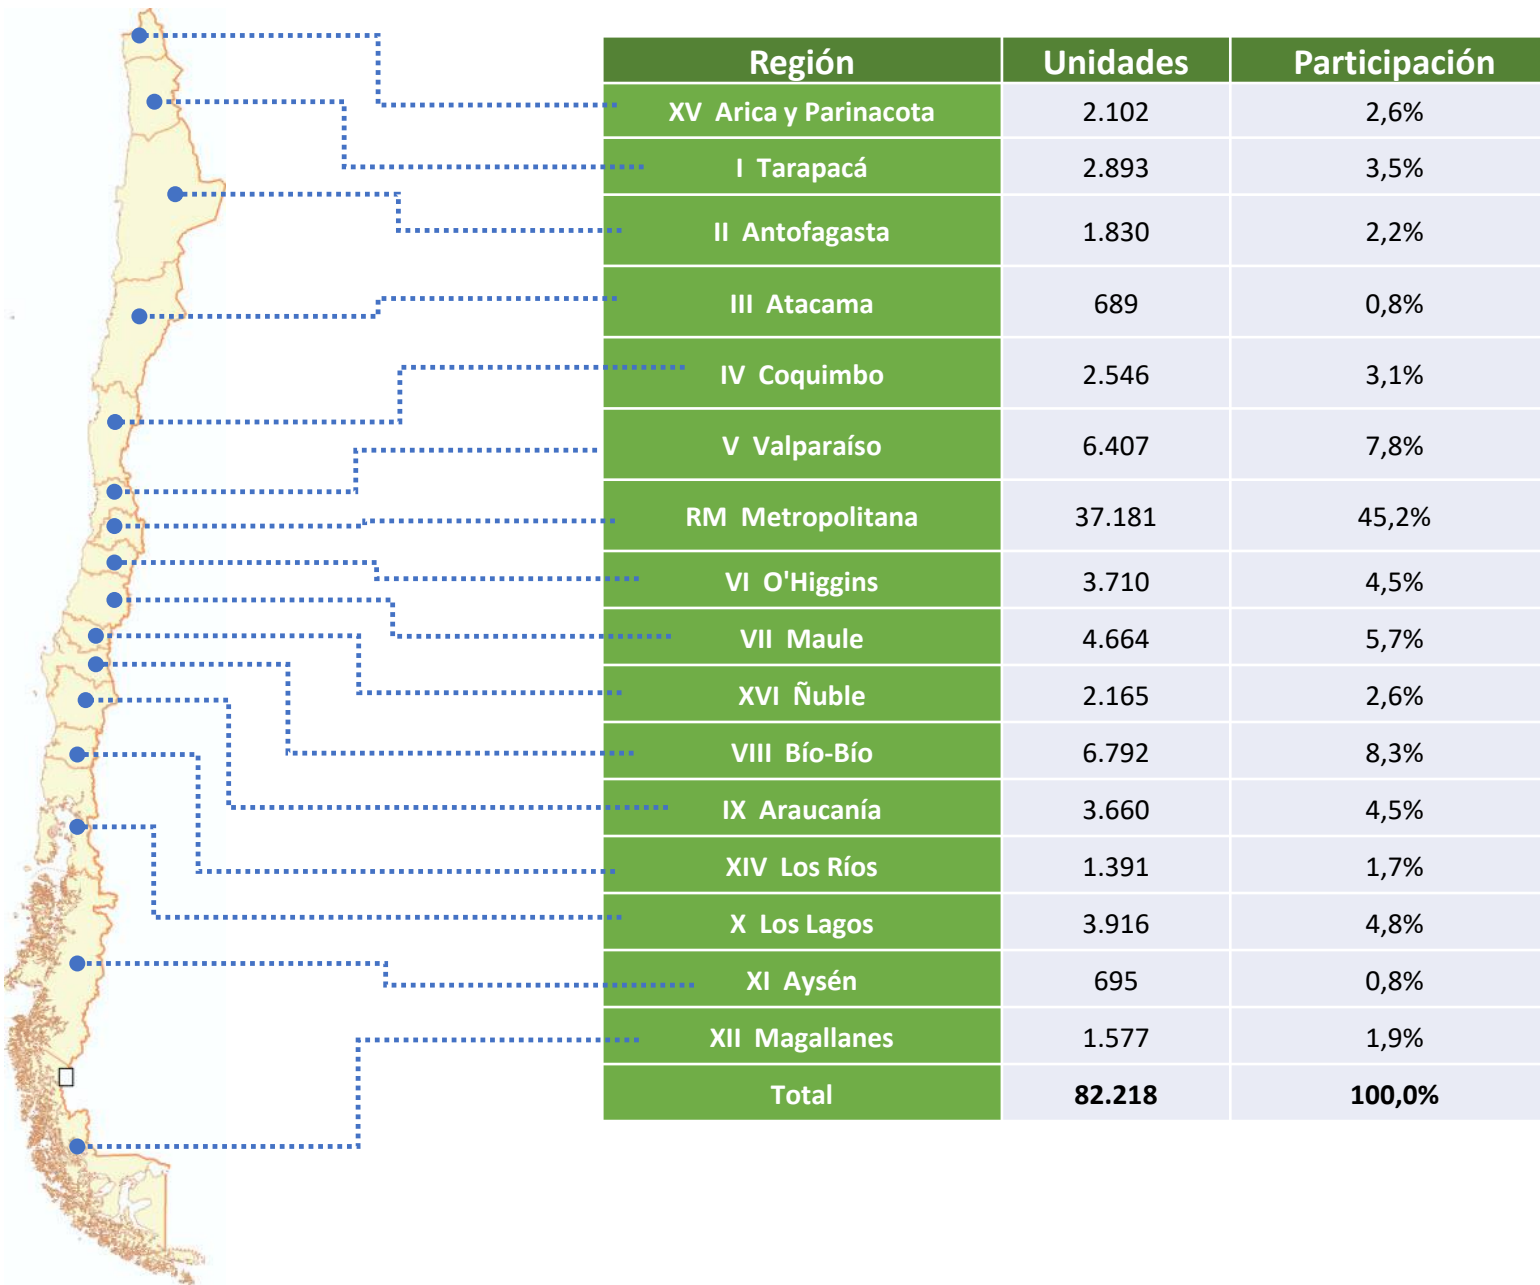 Región Unidades Participación
XV Arica y Parinacota 2.102 2,6%
I Tarapacá 2.893 3,5%
II Antofagasta 1.830 2,2%
III Atacama 689 0,8%
IV Coquimbo 2.546 3,1%
V Valparaíso 6.407 7,8%
RM Metropolitana 37.181 45,2%
VI O'Higgins 3.710 4,5%
VII Maule 4.664 5,7%
XVI Ñuble 2.165 2,6%
VIII Bío-Bío 6.792 8,3%
IX Araucanía 3.660 4,5%
XIV Los Ríos 1.391 1,7%
X Los Lagos 3.916 4,8%
XI Aysén 695 0,8%
XII Magallanes 1.577 1,9%
Total 82.218 100,0%